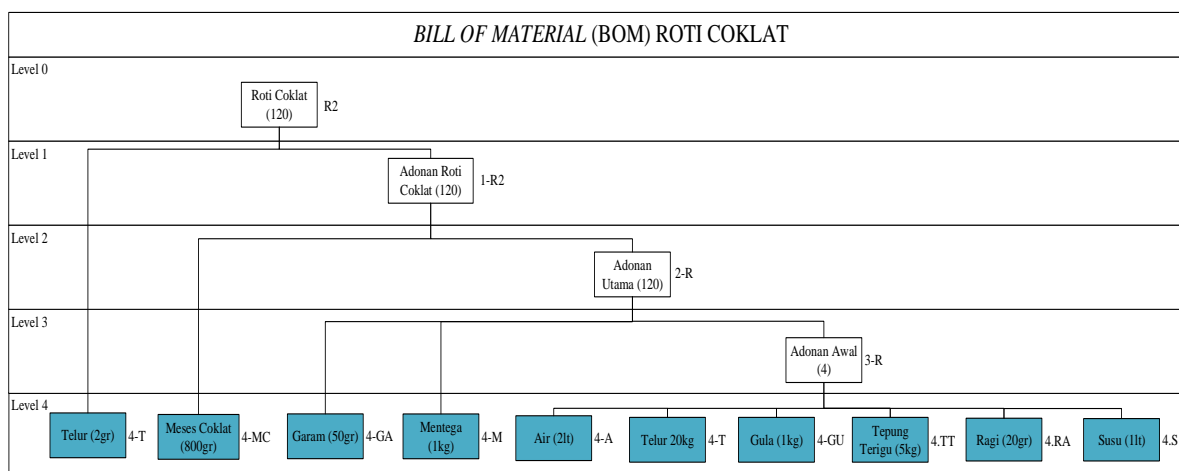 BILL OF MATERIAL (BOM) ROTI COKLAT
Level 0
Roti Coklat
(120)
R2
Level 1
Adonan Roti
Coklat (120)
1-R2
Level 2
Adonan
Utama (120)
2-R
Level 3
Adonan Awal
(4)
3-R
Level 4
Telur (2gr)
4-T
Meses Coklat
(800gr)
4-MC
Garam (50gr)
4-GA
Mentega
(1kg)
4-M
Air (2lt)
4-A
Telur 20kg
4-T
Gula (1kg)
4-GU
Tepung
Terigu (5kg)
4.TT
Ragi (20gr)
4.RA
Susu (1lt)
4.S